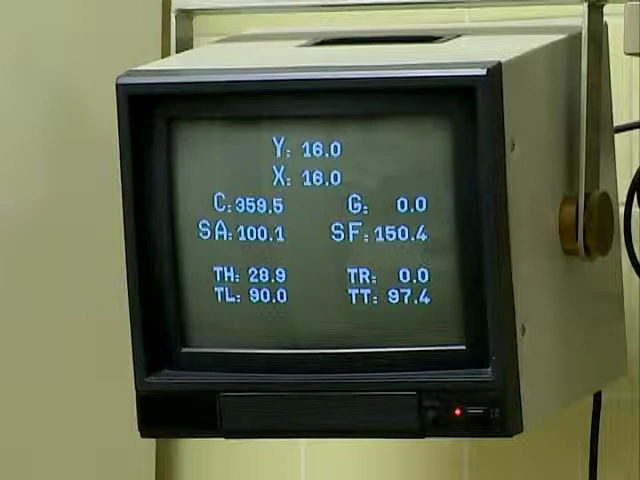 Y: 16.0
X: 16.0
C: 359.5 G: 0.0
SA: 100.1 SF: 150.4
TH: 28.9 TR: 0.0
TL: 90.0 TT: 97.4